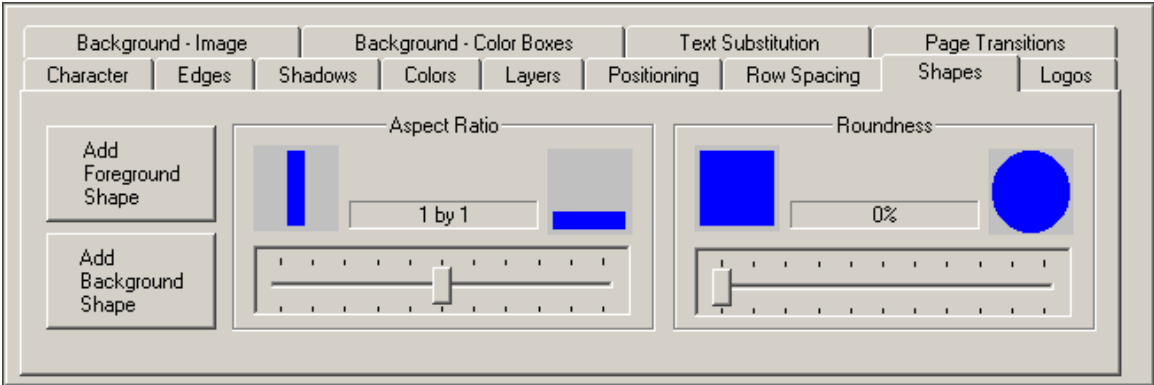 Background - Image
Background - Color Boxes
Text Substitution
Page Transitions
Character
Edges
Shadows
Colors
Layers
Positioning
Row Spacing
Shapes
Logos
Add
Foreground
Shape
Add
Background
Shape
Aspect Ratio
1 by 1
Roundness
0%